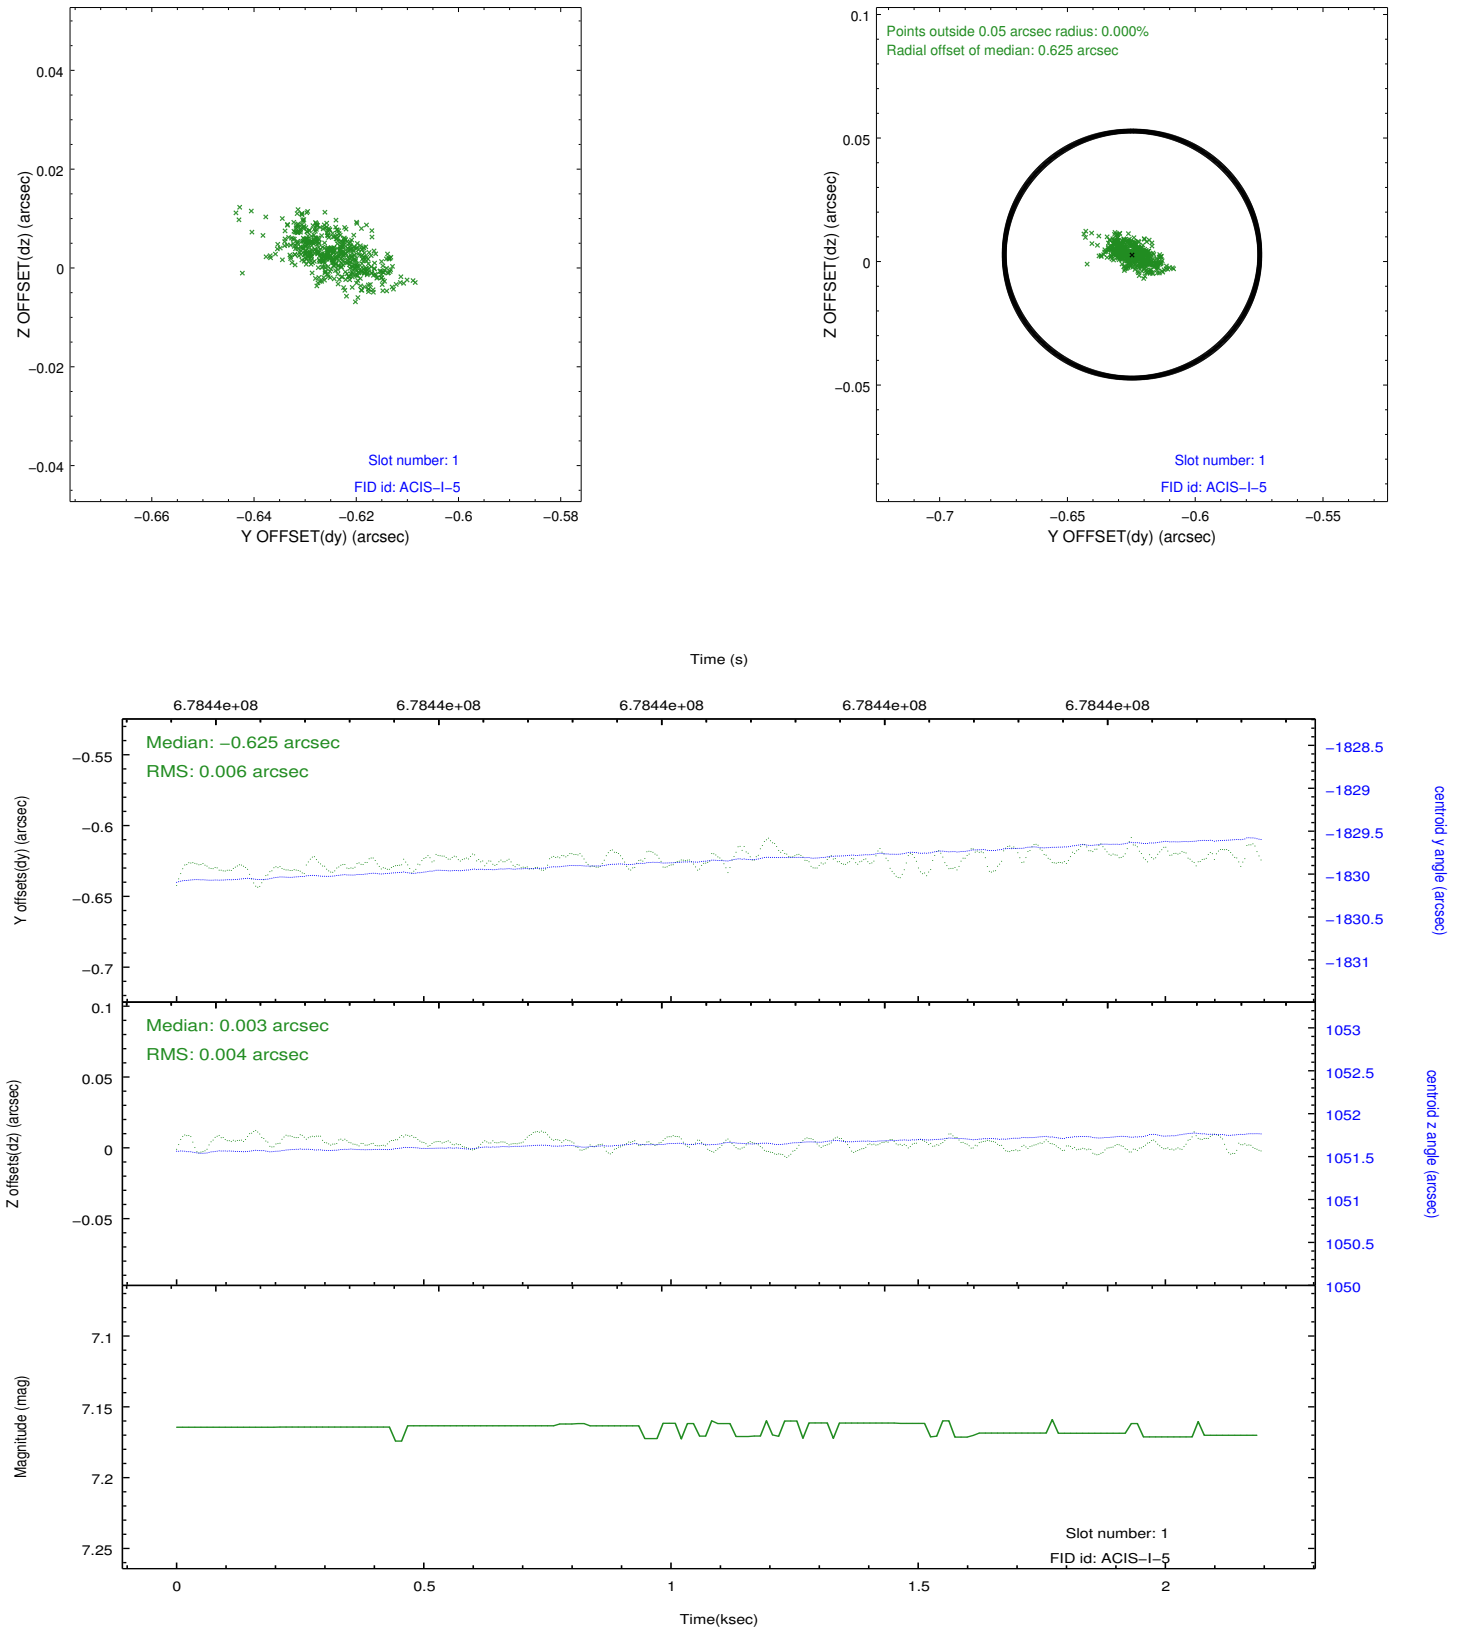 0.04
0.02
0
−0.02
−0.04
−0.66
−0.64
−0.62
−0.6
−0.58
Z OFFSET(dz) (arcsec)
Y OFFSET(dy) (arcsec)
Slot number: 1
FID id: ACIS−I−5
Points outside 0.05 arcsec radius: 0.000%
Radial offset of median: 0.625 arcsec
0.1
0.05
0
−0.05
−0.7
−0.65
−0.6
−0.55
Z OFFSET(dz) (arcsec)
Y OFFSET(dy) (arcsec)
Slot number: 1
FID id: ACIS−I−5
Time (s)
6.7844e+08
6.7844e+08
6.7844e+08
6.7844e+08
6.7844e+08
Median: −0.625 arcsec
RMS: 0.006 arcsec
−0.55
−0.6
−0.65
−0.7
Y offsets(dy) (arcsec)
−1828.5
−1829
−1829.5
−1830
−1830.5
−1831
centroid y angle (arcsec)
Median: 0.003 arcsec
RMS: 0.004 arcsec
0.1
0.05
0
−0.05
Z offsets(dz) (arcsec)
1053
1052.5
1052
1051.5
1051
1050.5
1050
centroid z angle (arcsec)
7.1
7.15
7.2
7.25
Magnitude (mag)
Slot number: 1
FID id: ACIS−I−5
0
0.5
1
1.5
2
Time(ksec)